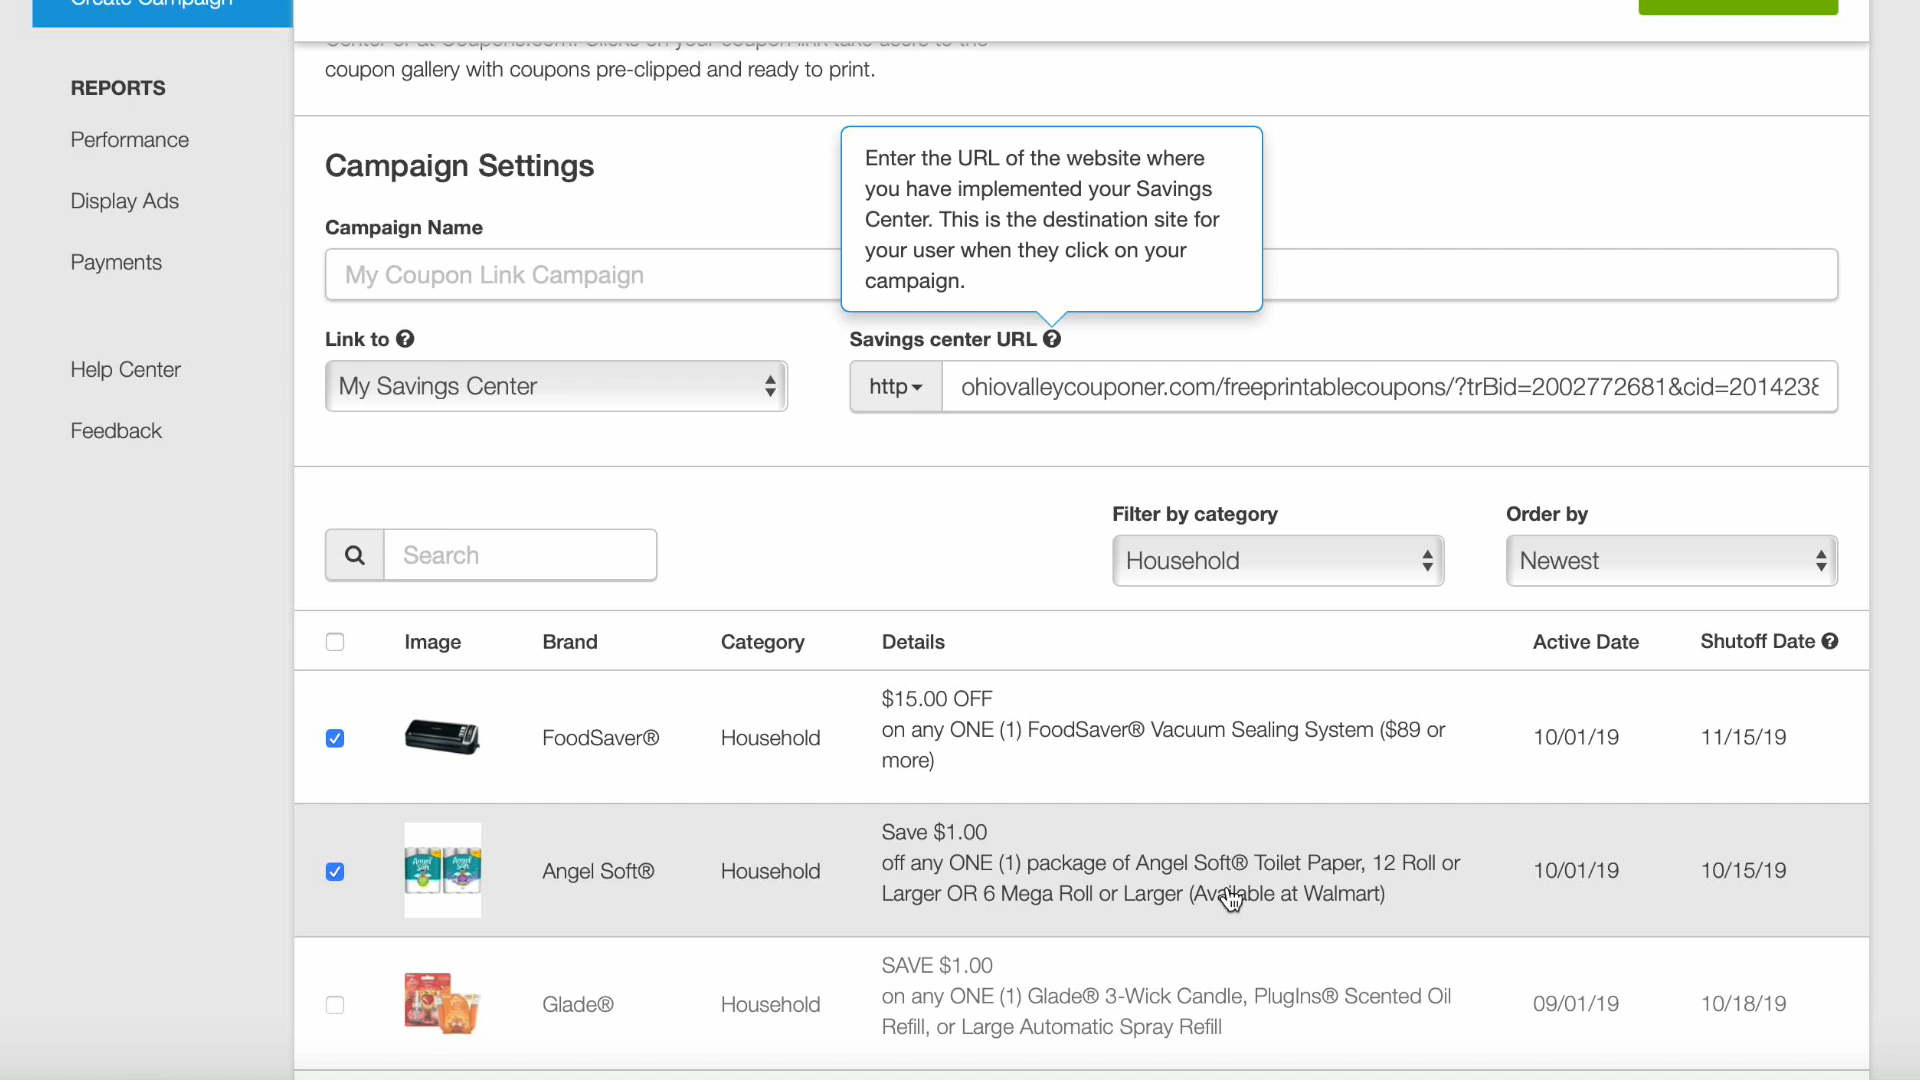 Create Campaign
REPORTS
Performance
Display Ads
Payments
Help Center
Feedback
Center or at Coupons.com. Clicks on your coupon link take users to the
coupon gallery with coupons pre-clipped and ready to print.
Campaign Settings
Enter the URL of the website where
you have implemented your Savings
Center. This is the destination site for
your user when they click on your
campaign.
Campaign Name
My Coupon Link Campaign
Link to
My Savings Center
Savings center URL
http
ohiovalleycouponer.com/freeprintablecoupons/?trBid=2002772681&cid=201423
Search
Filter by category
Household
Order by
Newest
Image Brand Category Details Active Date Shutoff Date
$15.00 OFF
on any ONE (1) FoodSaver® Vacuum Sealing System ($89 or
more)
FoodSaver® Household 10/01/19 11/15/19
Save $1.00
off any ONE (1) package of Angel Soft® Toilet Paper, 12 Roll or
Larger OR 6 Mega Roll or Larger (Available at Walmart)
Angel Soft
Angel Soft
Angel Soft® Household 10/01/19 10/15/19
SAVE $1.00
on any ONE (1) Glade® 3-Wick Candle, PlugIns® Scented Oil
Refill, or Large Automatic Spray Refill
Glade® Household 09/01/19 10/18/19